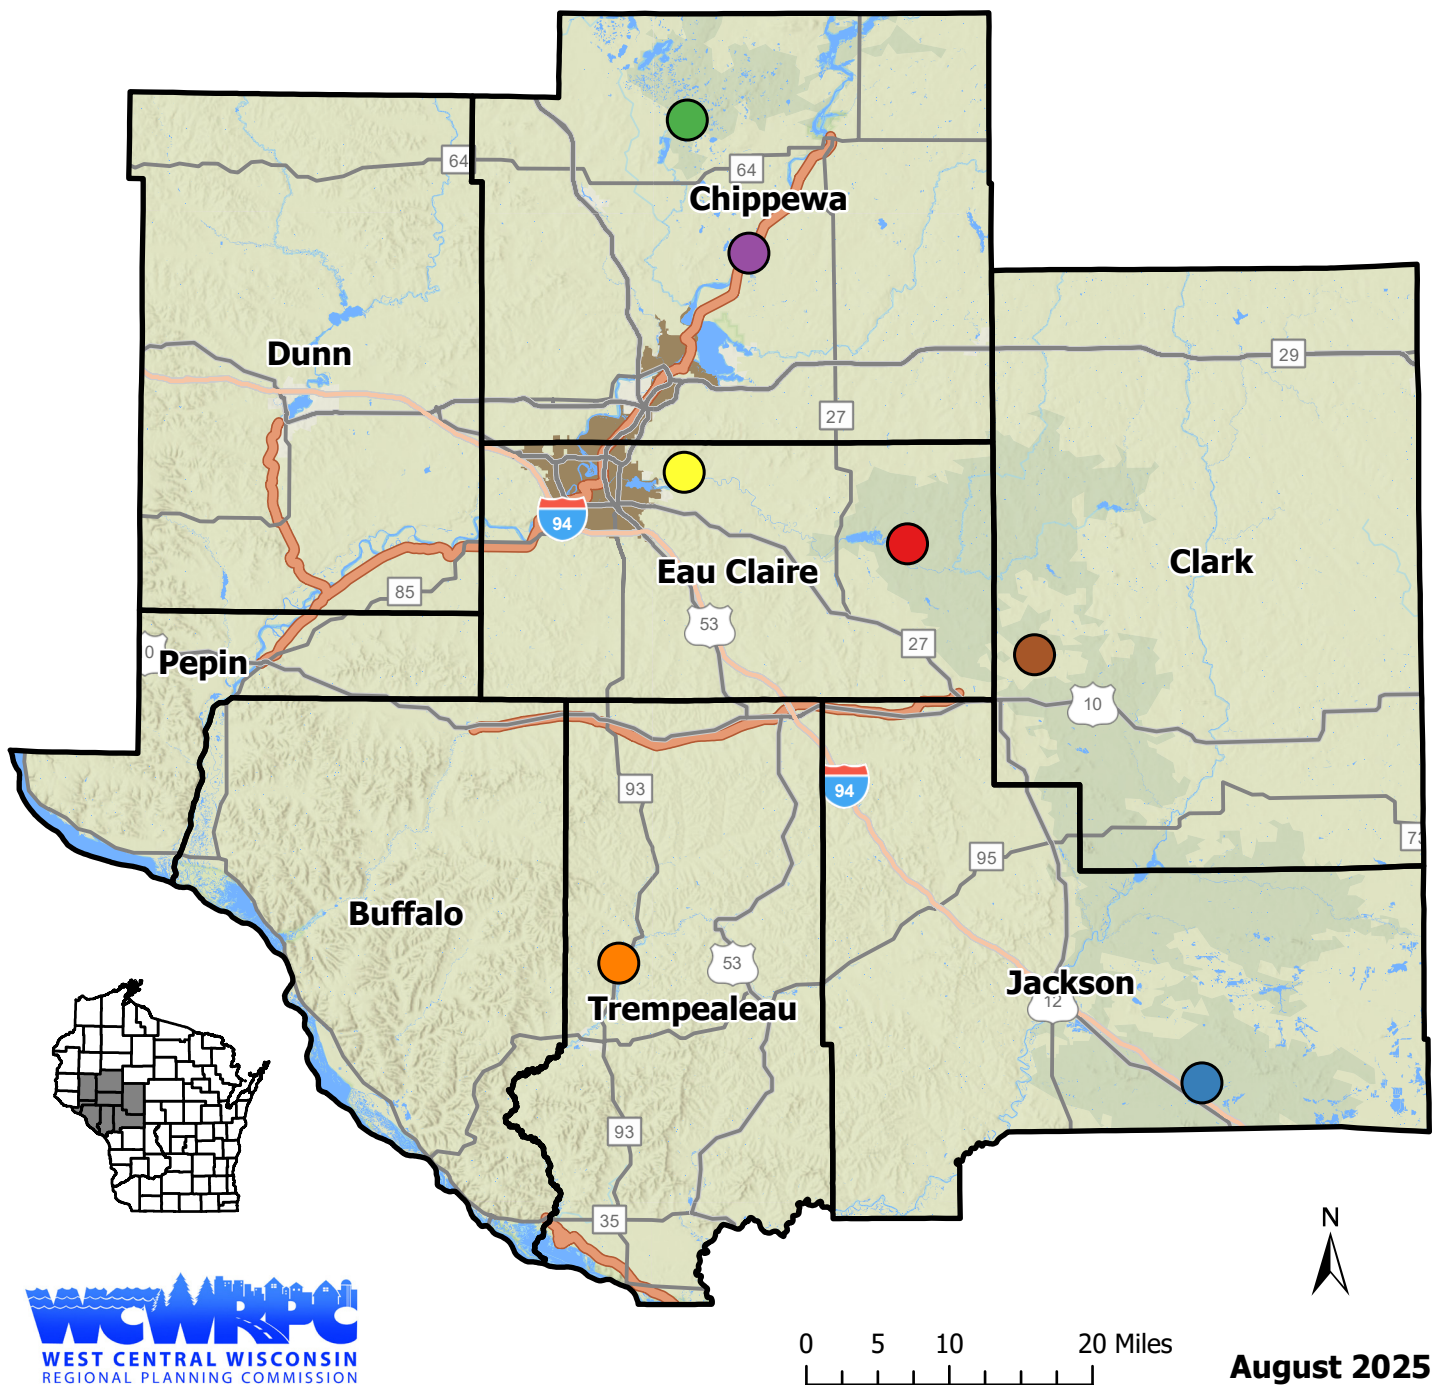 64
64
Chippewa
Dunn
29
27
94
Eau Claire
Clark
85
53
27
0
Pepin
10
93
94
95
73
Buffalo
53
Jackson
12
Trempealeau
93
35
N
WCWRPC
WEST CENTRAL WISCONSIN
REGIONAL PLANNING COMMISSION
0 5 10 20 Miles
August 2025